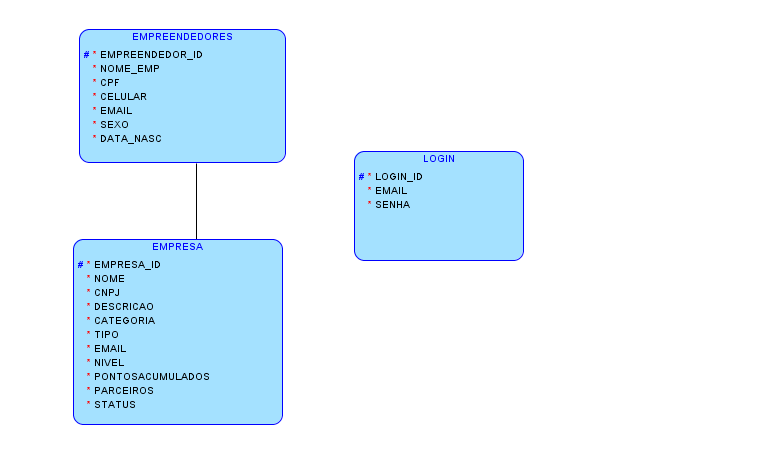 EMPREENDEDORES
# * EMPREENDEDOR_ID
* NOME_EMP
* CPF
* CELULAR
* EMAIL
* SEXO
* DATA_NASC
LOGIN
# * LOGIN_ID
* EMAIL
* SENHA
EMPRESA
# * EMPRESA_ID
* NOME
* CNPJ
* DESCRICAO
* CATEGORIA
* TIPO
* EMAIL
* NIVEL
* PONTOSACUMULADOS
* PARCEIROS
* STATUS